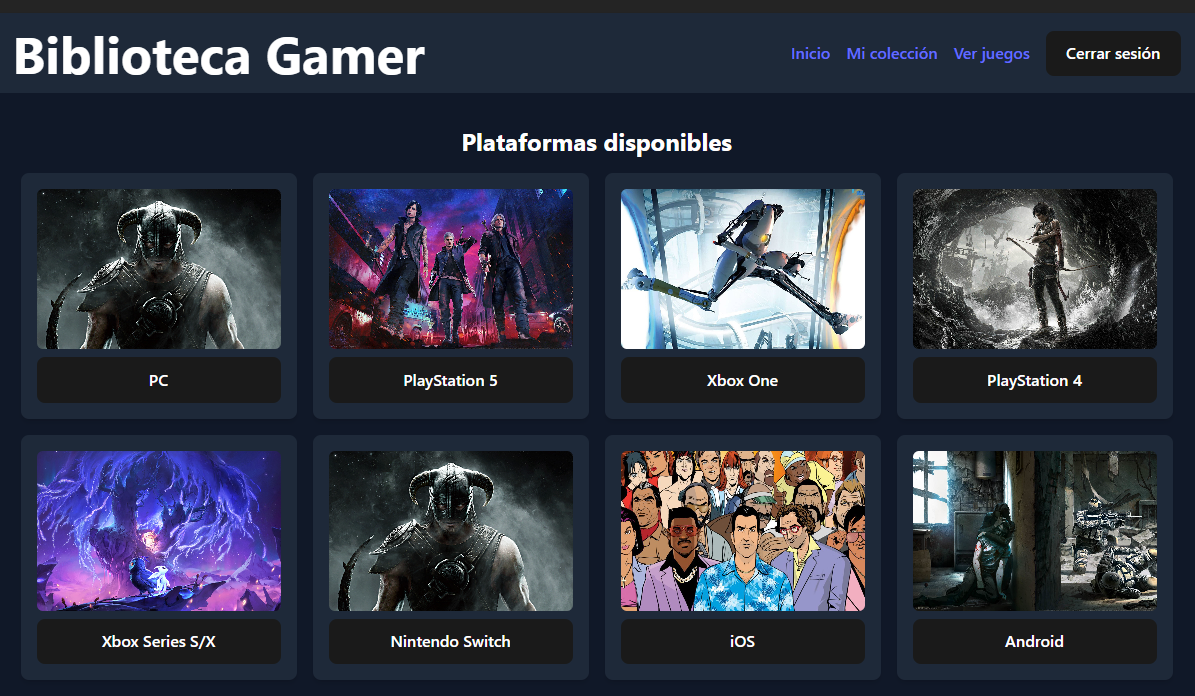 Biblioteca Gamer
Inicio Mi colección Ver juegos Cerrar sesión
Plataformas disponibles
PC PlayStation 5 Xbox One PlayStation 4
Xbox Series S/X Nintendo Switch iOS Android